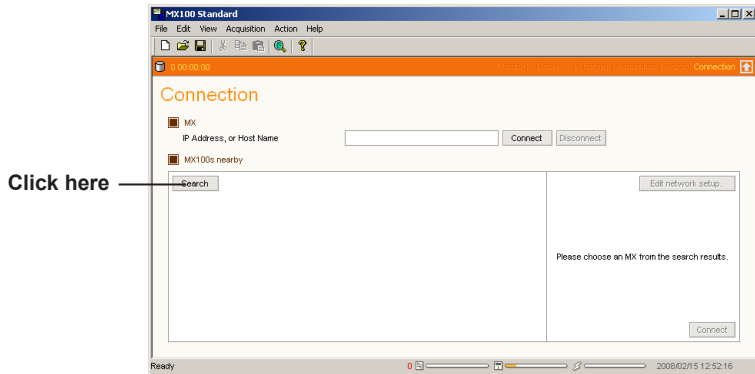 MX100 Standard
File Edit View Acquisition Action Help
0 00:00:00
Connection
Connection
MX
IP Address, or Host Name
Connect
Disconnect
MX100s nearby
Click here
Search
Edit network setup.
Please choose an MX from the search results.
Connect
Ready
0
2008/02/15 12:52:16